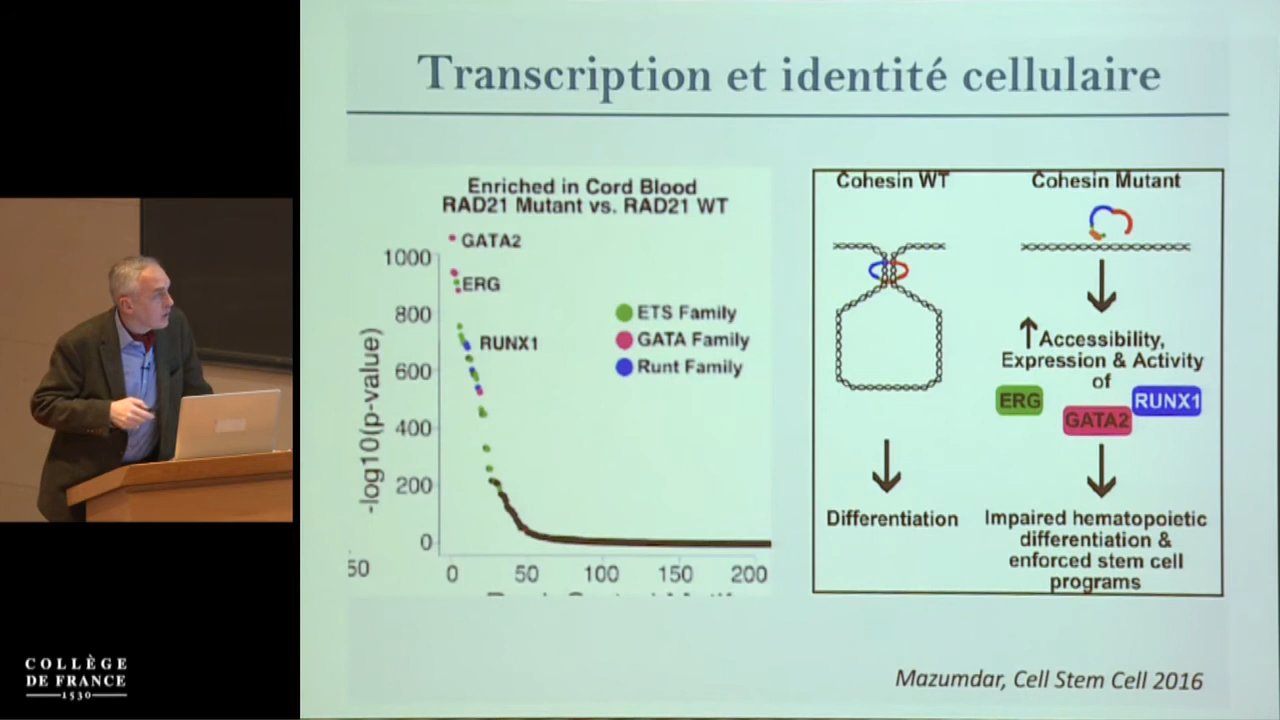 Transcription et identité cellulaire
Enriched in Cord Blood
RAD21 Mutant vs. RAD21 WT
GATA2
ERG
RUNX1
ETS Family
GATA Family
Runt Family
-log10(p-value)
1000
800
600
400
200
0
50
0 50 100 150 200
Cohesin WT
Cohesin Mutant
Differentiation
↑Accessibility,
Expression & Activity
of
ERG
GATA2
RUNX1
Impaired hematopoietic
differentiation &
enforced stem cell
programs
Mazumdar, Cell Stem Cell 2016
COLLÈGE
DE FRANCE
1530